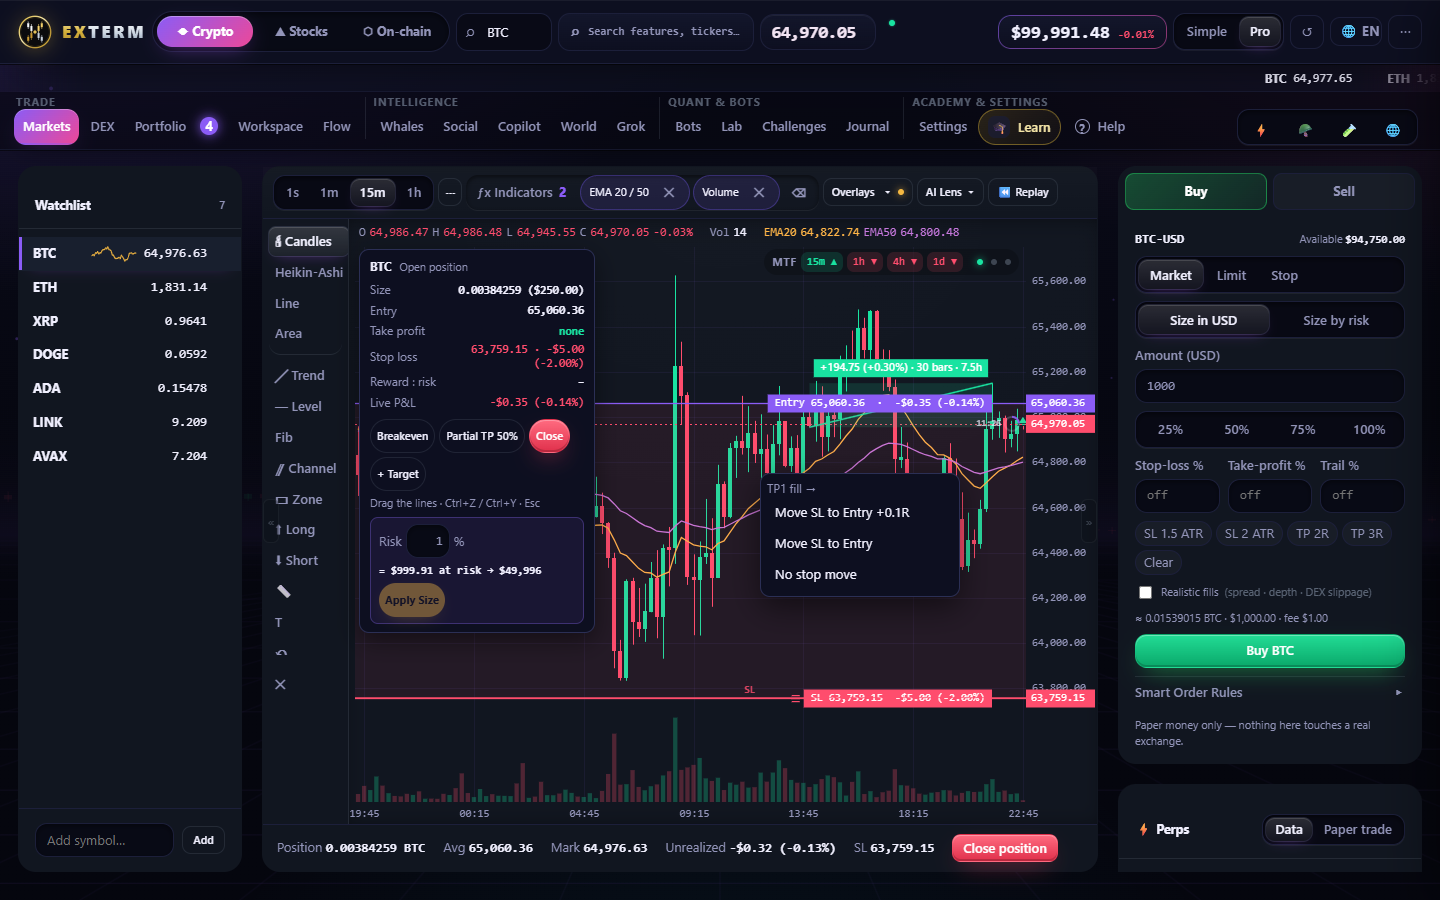 EXTERM
Crypto
Stocks
On-chain
BTC
search features, tickers…
64,970.05
$99,991.48 -0.01%
Simple
Pro
EN
BTC 64,977.65
ETH 1,8
TRADE
Markets
DEX
Portfolio
4
Workspace
Flow
INTELLIGENCE
Whales
Social
Copilot
World
Grok
QUANT & BOTS
Bots
Lab
Challenges
Journal
ACADEMY & SETTINGS
Settings
Learn
? Help
Watchlist
7
BTC 64,976.63
ETH 1,831.14
XRP 0.9641
DOGE 0.0592
ADA 0.15478
LINK 9.209
AVAX 7.204
Add symbol...
Add
1s
1m
15m
1h
ƒx Indicators 2
EMA 20 / 50
Volume
Overlays
AI Lens
Replay
Candles
Heikin-Ashi
Line
Area
Trend
Level
Fib
Channel
Zone
Long
Short
T
O 64,986.47 H 64,986.48 L 64,945.55 C 64,970.05 -0.03% Vol 14 EMA20 64,822.74 EMA50 64,800.48
MTF
15m ▲
1h ▼
4h ▼
1d ▼
BTC Open position
Size 0.00384259 ($250.00)
Entry 65,060.36
Take profit none
Stop loss 63,759.15 · -$5.00
(-2.00%)
Reward : risk –
Live P&L -$0.35 (-0.14%)
Breakeven
Partial TP 50%
Close
+ Target
Drag the lines · Ctrl+Z / Ctrl+Y · Esc
Risk 1 %
= $999.91 at risk → $49,996
Apply Size
+194.75 (+0.30%) · 30 bars · 7.5h
Entry 65,060.36 · -$0.35 (-0.14%)
TP1 fill →
Move SL to Entry +0.1R
Move SL to Entry
No stop move
SL
SL 63,759.15 -$5.00 (-2.00%)
65,600.00
65,400.00
65,200.00
65,060.36
64,970.05
64,800.00
64,600.00
64,400.00
64,200.00
64,000.00
63,800.00
63,759.15
19:45
00:15
04:45
09:15
13:45
18:15
22:45
Position 0.00384259 BTC
Avg 65,060.36
Mark 64,976.63
Unrealized -$0.32 (-0.13%)
SL 63,759.15
Close position
Buy
Sell
BTC-USD
Available $94,750.00
Market
Limit
Stop
Size in USD
Size by risk
Amount (USD)
1000
25%
50%
75%
100%
Stop-loss %
Take-profit %
Trail %
off
off
off
SL 1.5 ATR
SL 2 ATR
TP 2R
TP 3R
Clear
Realistic fills (spread · depth · DEX slippage)
≈ 0.01539015 BTC · $1,000.00 · fee $1.00
Buy BTC
Smart Order Rules
Paper money only — nothing here touches a real
exchange.
Perps
Data
Paper trade